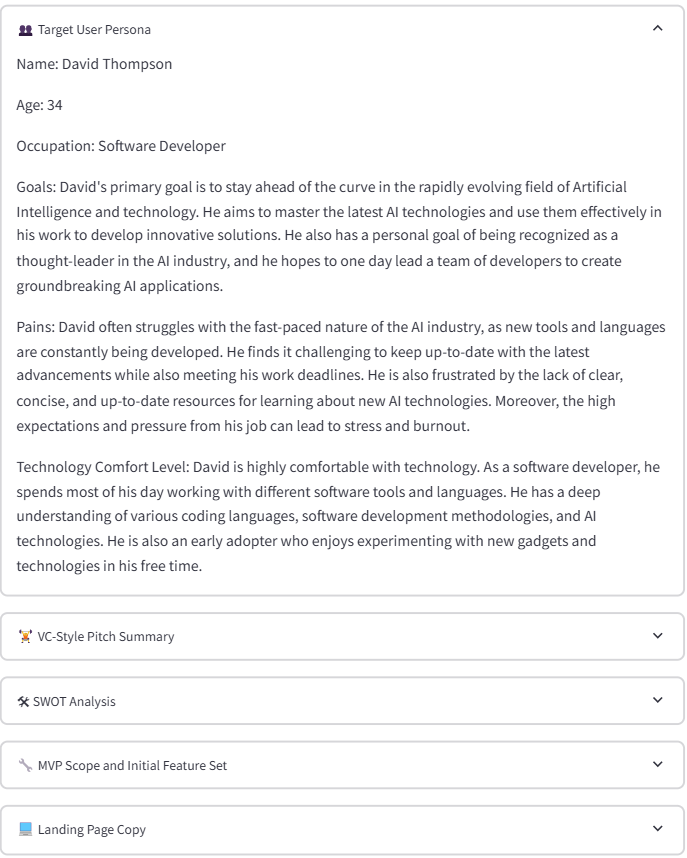 Target User Persona
Name: David Thompson
Age: 34
Occupation: Software Developer
Goals: David's primary goal is to stay ahead of the curve in the rapidly evolving field of Artificial
Intelligence and technology. He aims to master the latest AI technologies and use them effectively in
his work to develop innovative solutions. He also has a personal goal of being recognized as a
thought-leader in the AI industry, and he hopes to one day lead a team of developers to create
groundbreaking AI applications.
Pains: David often struggles with the fast-paced nature of the AI industry, as new tools and languages
are constantly being developed. He finds it challenging to keep up-to-date with the latest
advancements while also meeting his work deadlines. He is also frustrated by the lack of clear,
concise, and up-to-date resources for learning about new AI technologies. Moreover, the high
expectations and pressure from his job can lead to stress and burnout.
Technology Comfort Level: David is highly comfortable with technology. As a software developer, he
spends most of his day working with different software tools and languages. He has a deep
understanding of various coding languages, software development methodologies, and AI
technologies. He is also an early adopter who enjoys experimenting with new gadgets and
technologies in his free time.
VC-Style Pitch Summary
SWOT Analysis
MVP Scope and Initial Feature Set
Landing Page Copy